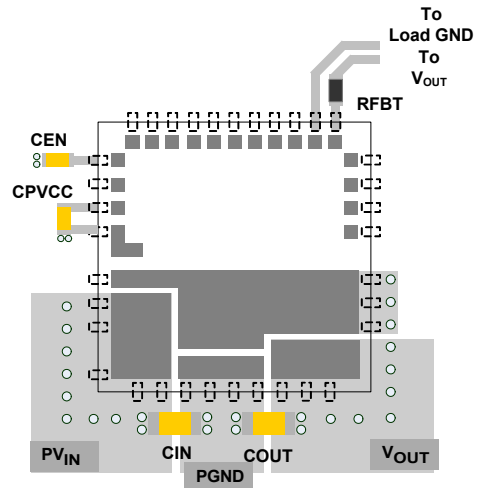 To
Load GND
To
VOUT
RFBT
CEN
CPVCC
PVIN
CIN
COUT
VOUT
PGND